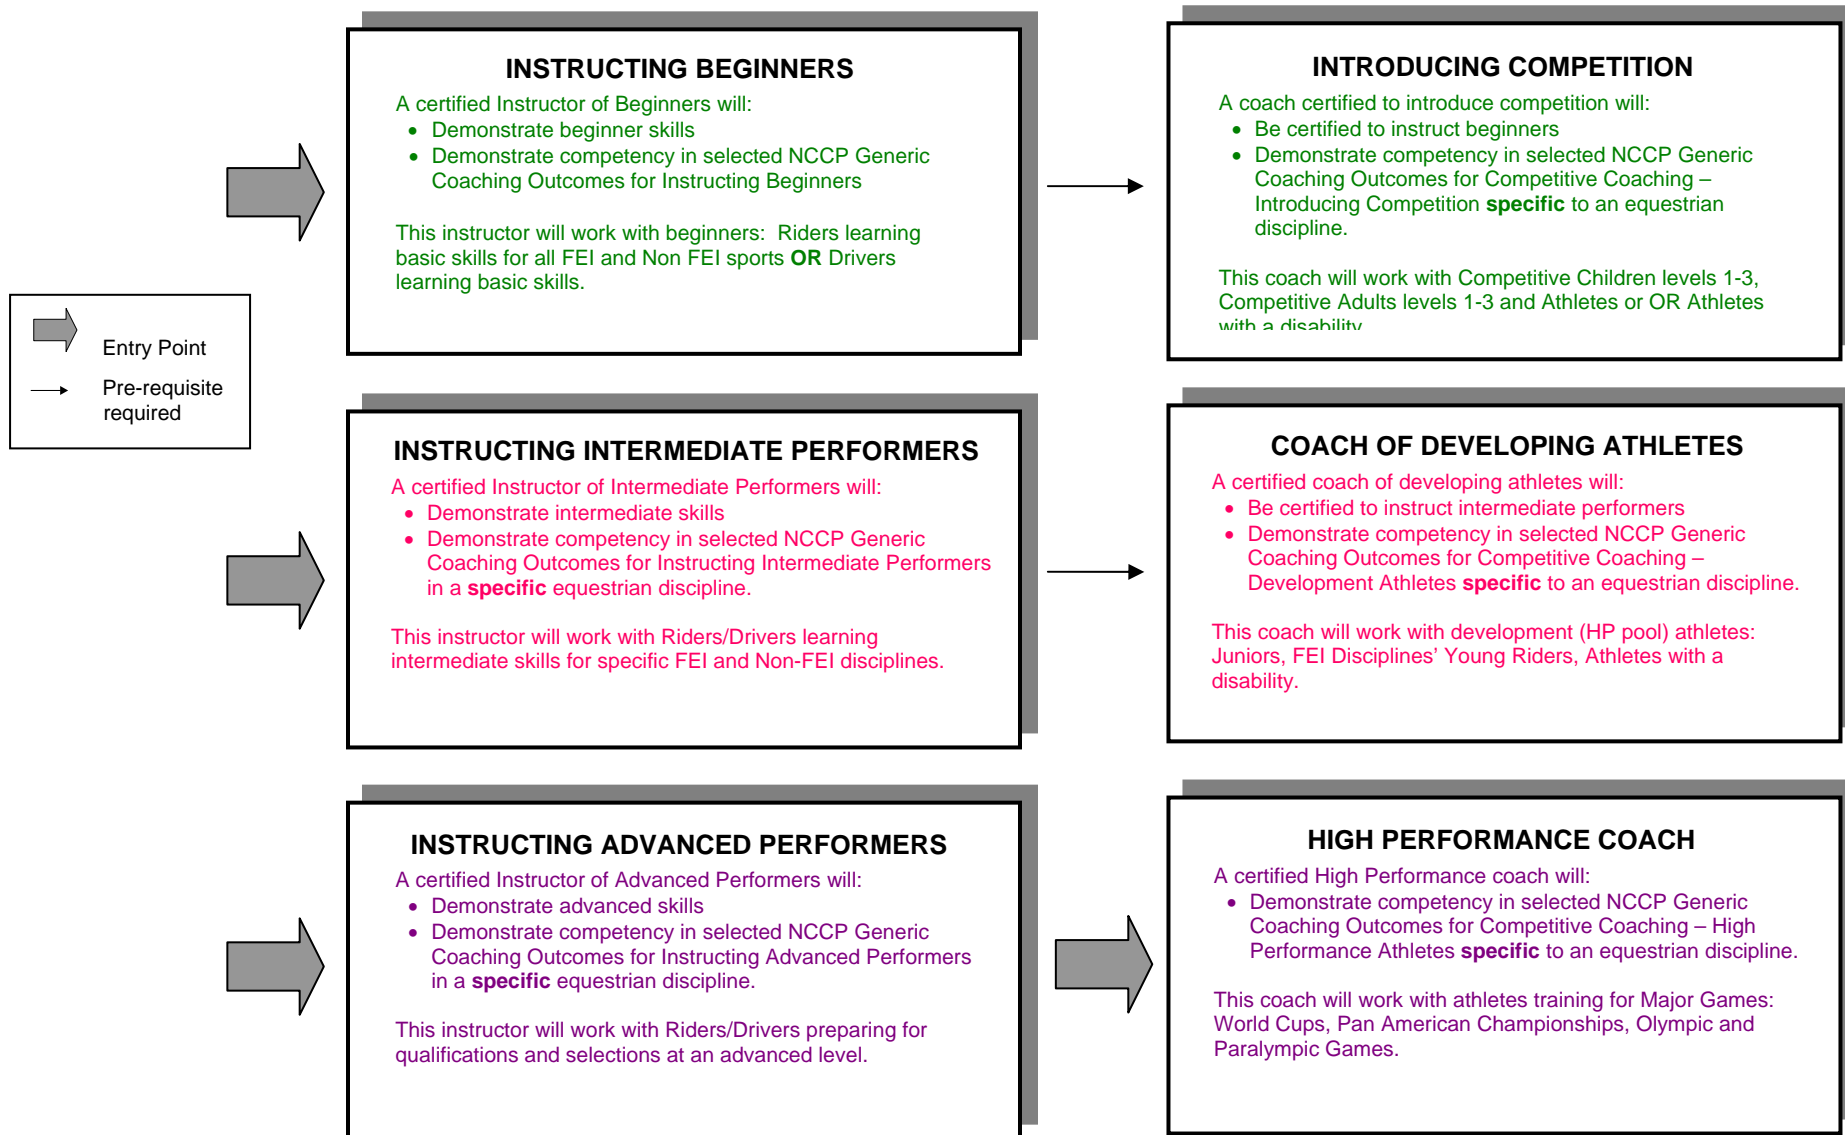 INSTRUCTING BEGINNERS
A certified Instructor of Beginners will:
• Demonstrate beginner skills
• Demonstrate competency in selected NCCP Generic
Coaching Outcomes for Instructing Beginners
This instructor will work with beginners: Riders learning
basic skills for all FEI and Non FEI sports OR Drivers
learning basic skills.
INTRODUCING COMPETITION
A coach certified to introduce competition will:
• Be certified to instruct beginners
• Demonstrate competency in selected NCCP Generic
Coaching Outcomes for Competitive Coaching –
Introducing Competition specific to an equestrian
discipline.
This coach will work with Competitive Children levels 1-3,
Competitive Adults levels 1-3 and Athletes or OR Athletes
with a disability
Entry Point
Pre-requisite
required
INSTRUCTING INTERMEDIATE PERFORMERS
A certified Instructor of Intermediate Performers will:
• Demonstrate intermediate skills
• Demonstrate competency in selected NCCP Generic
Coaching Outcomes for Instructing Intermediate Performers
in a specific equestrian discipline.
This instructor will work with Riders/Drivers learning
intermediate skills for specific FEI and Non-FEI disciplines.
COACH OF DEVELOPING ATHLETES
A certified coach of developing athletes will:
• Be certified to instruct intermediate performers
• Demonstrate competency in selected NCCP Generic
Coaching Outcomes for Competitive Coaching –
Development Athletes specific to an equestrian discipline.
This coach will work with development (HP pool) athletes:
Juniors, FEI Disciplines’ Young Riders, Athletes with a
disability.
INSTRUCTING ADVANCED PERFORMERS
A certified Instructor of Advanced Performers will:
• Demonstrate advanced skills
• Demonstrate competency in selected NCCP Generic
Coaching Outcomes for Instructing Advanced Performers
in a specific equestrian discipline.
This instructor will work with Riders/Drivers preparing for
qualifications and selections at an advanced level.
HIGH PERFORMANCE COACH
A certified High Performance coach will:
• Demonstrate competency in selected NCCP Generic
Coaching Outcomes for Competitive Coaching – High
Performance Athletes specific to an equestrian discipline.
This coach will work with athletes training for Major Games:
World Cups, Pan American Championships, Olympic and
Paralympic Games.